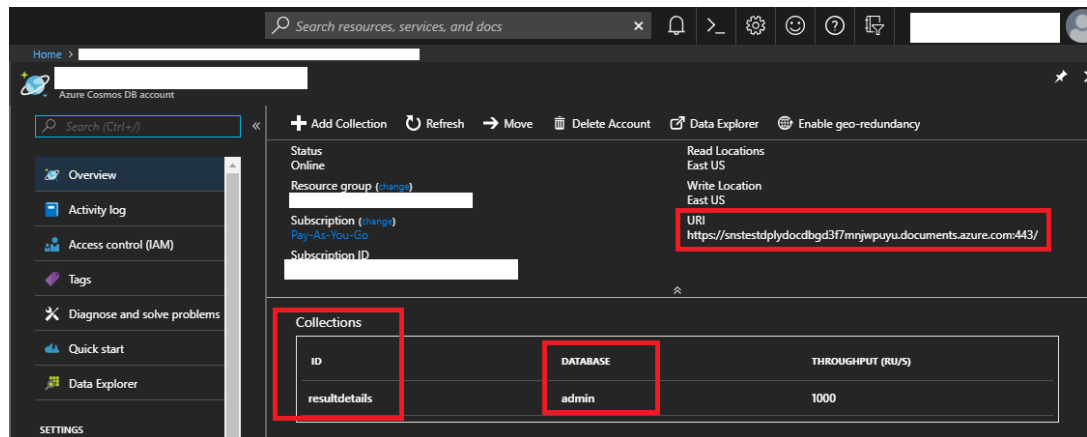 Search resources, services, and docs
Home >
Azure Cosmos DB account
Search (Ctrl+/)
Overview
Activity log
Access control (IAM)
Tags
Diagnose and solve problems
Quick start
Data Explorer
SETTINGS
Add Collection Refresh Move Delete Account Data Explorer Enable geo-redundancy
Status
Online
Resource group (change)
Subscription (change)
Pay-As-You-Go
Subscription ID
Read Locations
East US
Write Location
East US
URI
https://snstestdplydocdbgd3f7mnjwpuyu.documents.azure.com:443/
Collections
ID DATABASE THROUGHPUT (RU/S)
resultdetails admin 1000